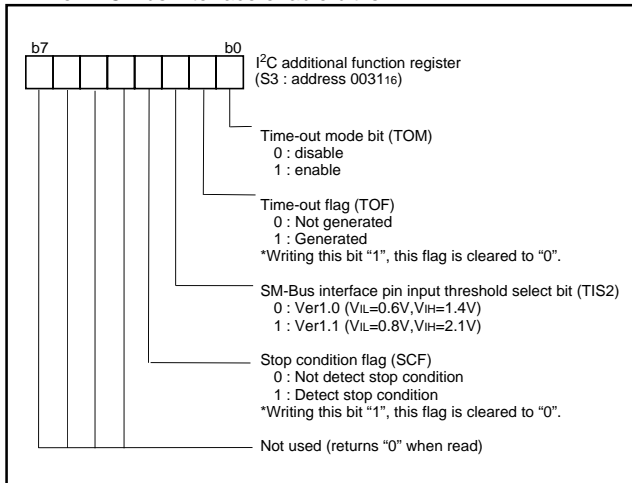 b7 b0
I²C additional function register
(S3 : address 0031₁₆)
Time-out mode bit (TOM)
0 : disable
1 : enable
Time-out flag (TOF)
0 : Not generated
1 : Generated
*Writing this bit “1”, this flag is cleared to “0”.
SM-Bus interface pin input threshold select bit (TIS2)
0 : Ver1.0 (VIL=0.6V,VIH=1.4V)
1 : Ver1.1 (VIL=0.8V,VIH=2.1V)
Stop condition flag (SCF)
0 : Not detect stop condition
1 : Detect stop condition
*Writing this bit “1”, this flag is cleared to “0”.
Not used (returns “0” when read)